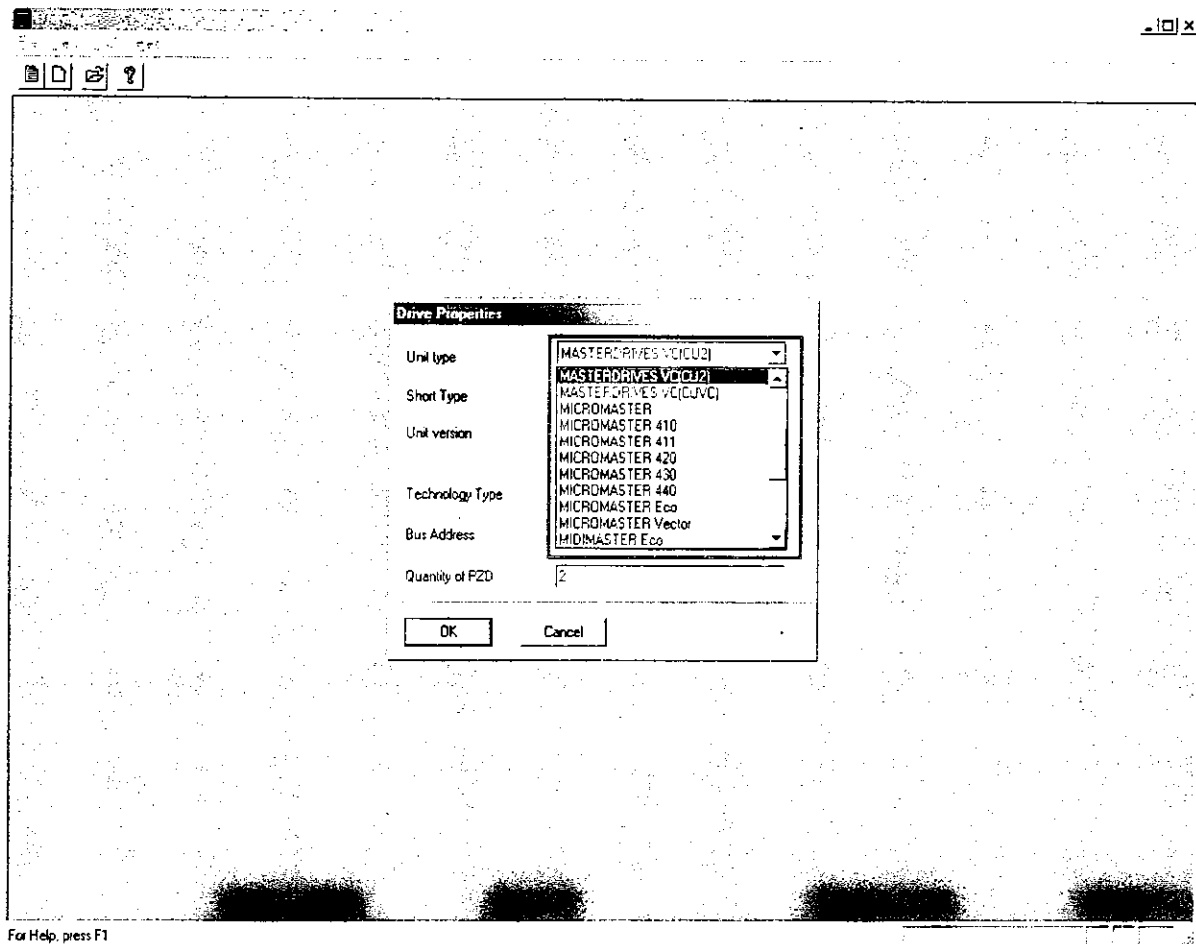 Drive Properties
Unit type
MASTERDRIVES VC(CU2)
MASTERDRIVES VC(CU2)
MASTERDRIVES VC(CUVC)
MICROMASTER
MICROMASTER 410
MICROMASTER 411
MICROMASTER 420
MICROMASTER 430
MICROMASTER 440
MICROMASTER Eco
MICROMASTER Vector
MIDIMASTER Eco
Short Type
Unit version
Technology Type
Bus Address
Quantity of PZD
2
OK
Cancel
For Help, press F1